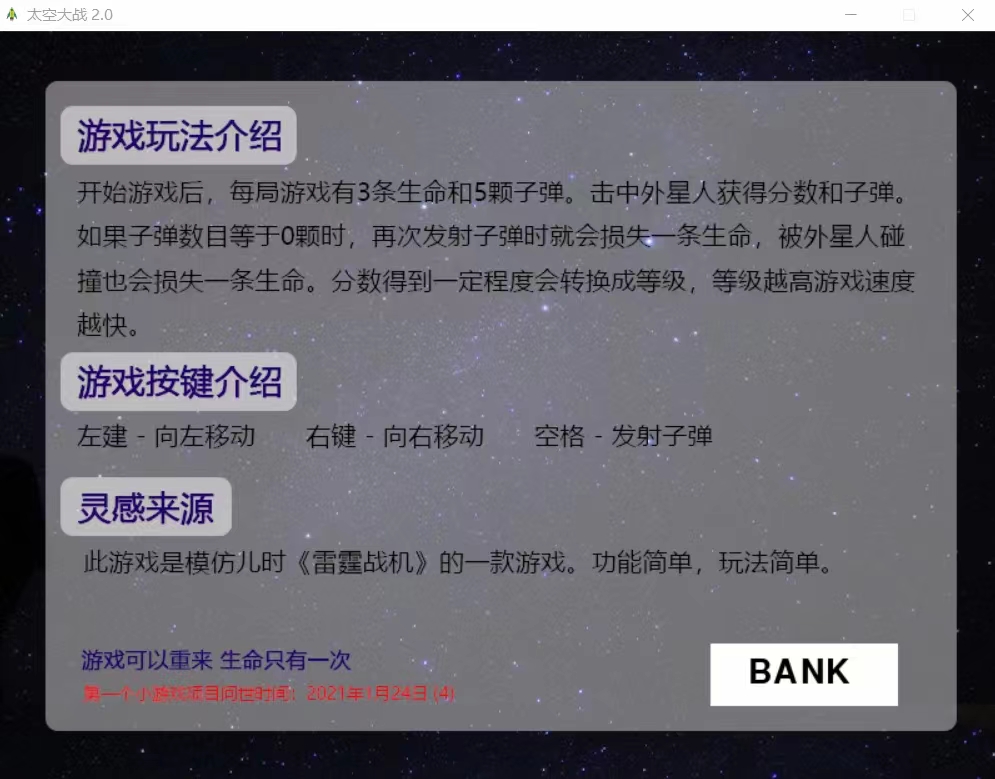 太空大战 2.0
游戏玩法介绍
开始游戏后，每局游戏有3条生命和5颗子弹。击中外星人获得分数和子弹。
如果子弹数目等于0颗时，再次发射子弹时就会损失一条生命，被外星人碰
撞也会损失一条生命。分数得到一定程度会转换成等级，等级越高游戏速度
越快。
游戏按键介绍
左建 - 向左移动 右键 - 向右移动 空格 - 发射子弹
灵感来源
此游戏是模仿儿时《雷霆战机》的一款游戏。功能简单，玩法简单。
游戏可以重来 生命只有一次
第一个小游戏项目问世时间：2021年1月24日 (4)
BANK